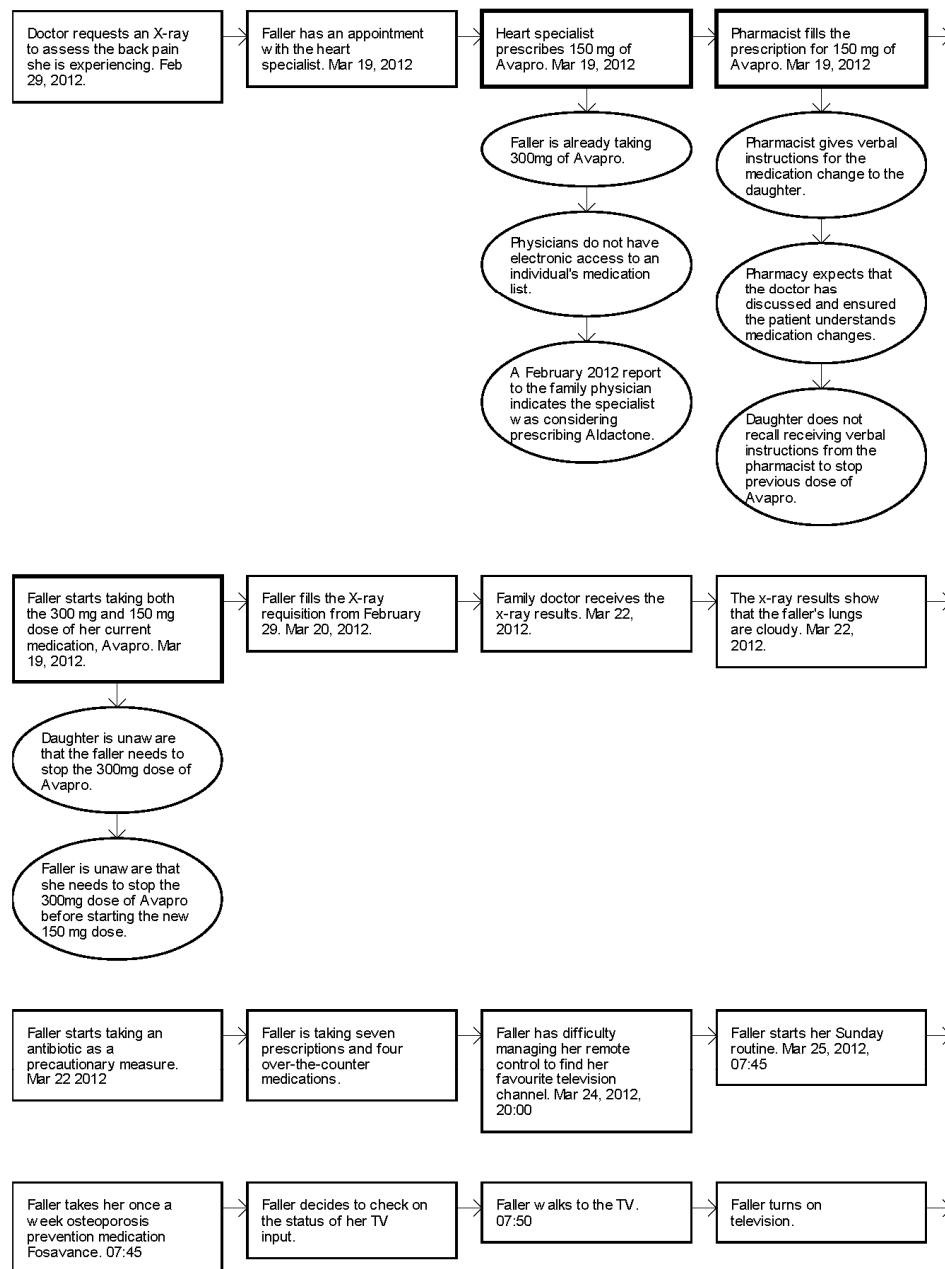 Doctor requests an X-ray
to assess the back pain
she is experiencing. Feb
29, 2012.
Faller has an appointment
with the heart
specialist. Mar 19, 2012
Heart specialist
prescribes 150 mg of
Avapro. Mar 19, 2012
Pharmacist fills the
prescription for 150 mg of
Avapro. Mar 19, 2012
Faller is already taking
300mg of Avapro.
Physicians do not have
electronic access to an
individual's medication
list.
A February 2012 report
to the family physician
indicates the specialist
was considering
prescribing Aldactone.
Pharmacist gives verbal
instructions for the
medication change to the
daughter.
Pharmacy expects that
the doctor has
discussed and ensured
the patient understands
medication changes.
Daughter does not
recall receiving verbal
instructions from the
pharmacist to stop
previous dose of
Avapro.
Faller starts taking both
the 300 mg and 150 mg
dose of her current
medication, Avapro. Mar
19, 2012.
Faller fills the X-ray
requisition from February
29. Mar 20, 2012.
Family doctor receives the
x-ray results. Mar 22,
2012.
The x-ray results show
that the faller's lungs
are cloudy. Mar 22,
2012.
Daughter is unaware
that the faller needs to
stop the 300mg dose of
Avapro.
Faller is unaware that
she needs to stop the
300mg dose of Avapro
before starting the new
150 mg dose.
Faller starts taking an
antibiotic as a
precautionary measure.
Mar 22 2012
Faller is taking seven
prescriptions and four
over-the-counter
medications.
Faller has difficulty
managing her remote
control to find her
favourite television
channel. Mar 24, 2012,
20:00
Faller starts her Sunday
routine. Mar 25, 2012,
07:45
Faller takes her once a
week osteoporosis
prevention medication
Fosavance. 07:45
Faller decides to check on
the status of her TV
input.
Faller walks to the TV.
07:50
Faller turns on
television.